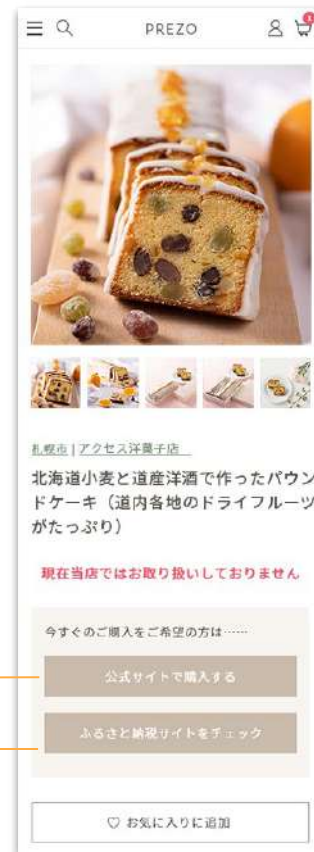 PREZO
1
札幌市 | アクセス洋菓子店
北海道小麦と道産洋酒で作ったパウン
ドケーキ（道内各地のドライフルーツ
がたっぷり）
現在当店ではお取り扱いしておりません
今すぐのご購入をご希望の方は……
公式サイトで購入する
ふるさと納税サイトをチェック
♡ お気に入りに追加